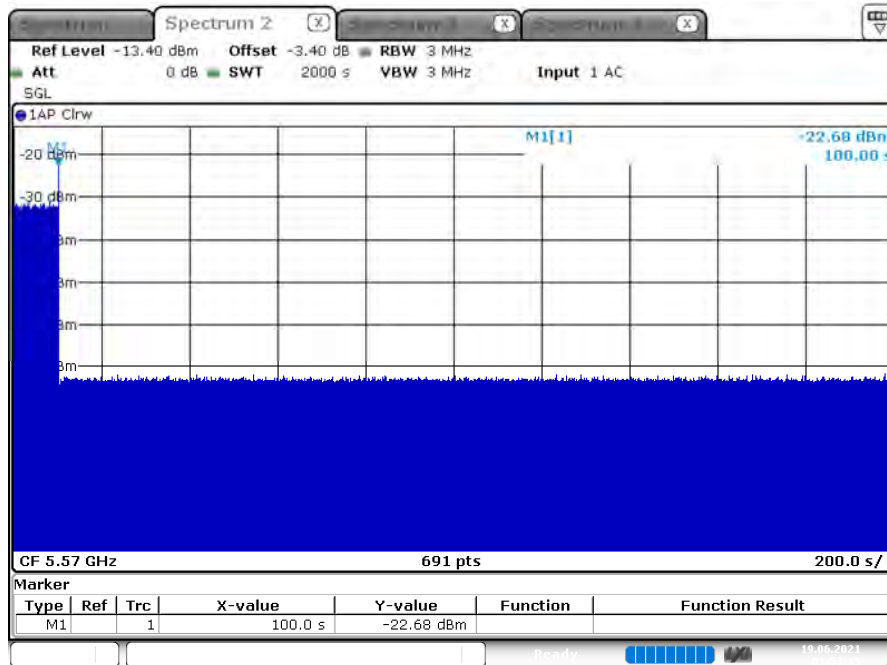 Spectrum 2 X X X
Ref Level -13.40 dBm Offset -3.40 dB RBW 3 MHz
Att 0 dB SWT 2000 s VBW 3 MHz Input 1 AC
SGL
1AP Clrw
M1[1] -22.68 dBm
100.00 s
M1
-20 dBm
-30 dBm
CF 5.57 GHz 691 pts 200.0 s/
Marker
Type Ref Trc X-value Y-value Function Function Result
M1 1 100.0 s -22.68 dBm
Ready 19.06.2021